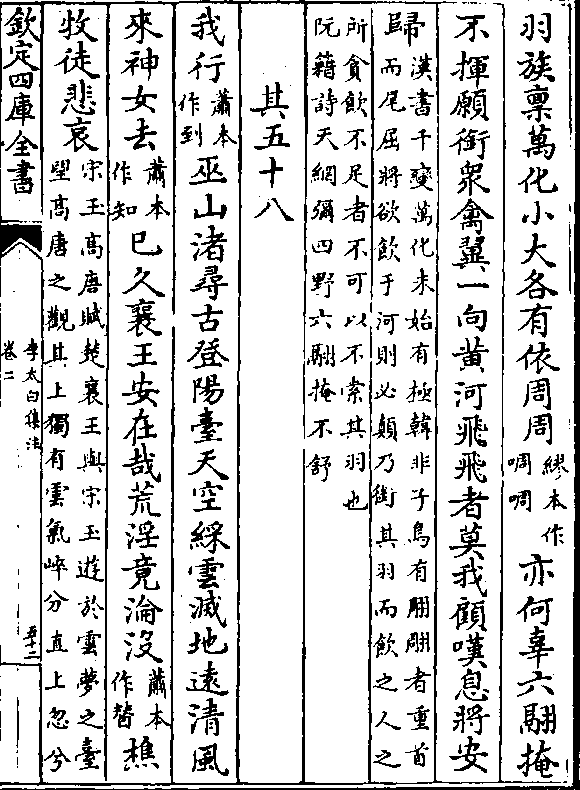 羽族禀萬化小大各有依周周繆本作啁啁亦何辜六翮掩
不揮願銜衆禽翼一向黄河飛飛者莫我顧嘆息將安
歸漢書千變萬化未始有極韓非子鳥有翢翢者重首
而尾屈將欲飲于河則必顛乃銜其羽而飲之人之
所貪飲不足者不可以不索其羽也
阮籍詩天網彌四野六翮掩不舒
其五十八
我行蕭本作到巫山渚尋古登陽臺天空綵雲滅地遠清風
來神女去蕭本作知已久襄王安在哉荒淫竟淪没蕭本作替樵
牧徒悲哀宋玉高唐賦楚襄王與宋玉遊於雲夢之臺
望高唐之觀其上獨有雲氣崪兮直上忽兮
欽定四庫全書
李太白集注
卷二
五十二